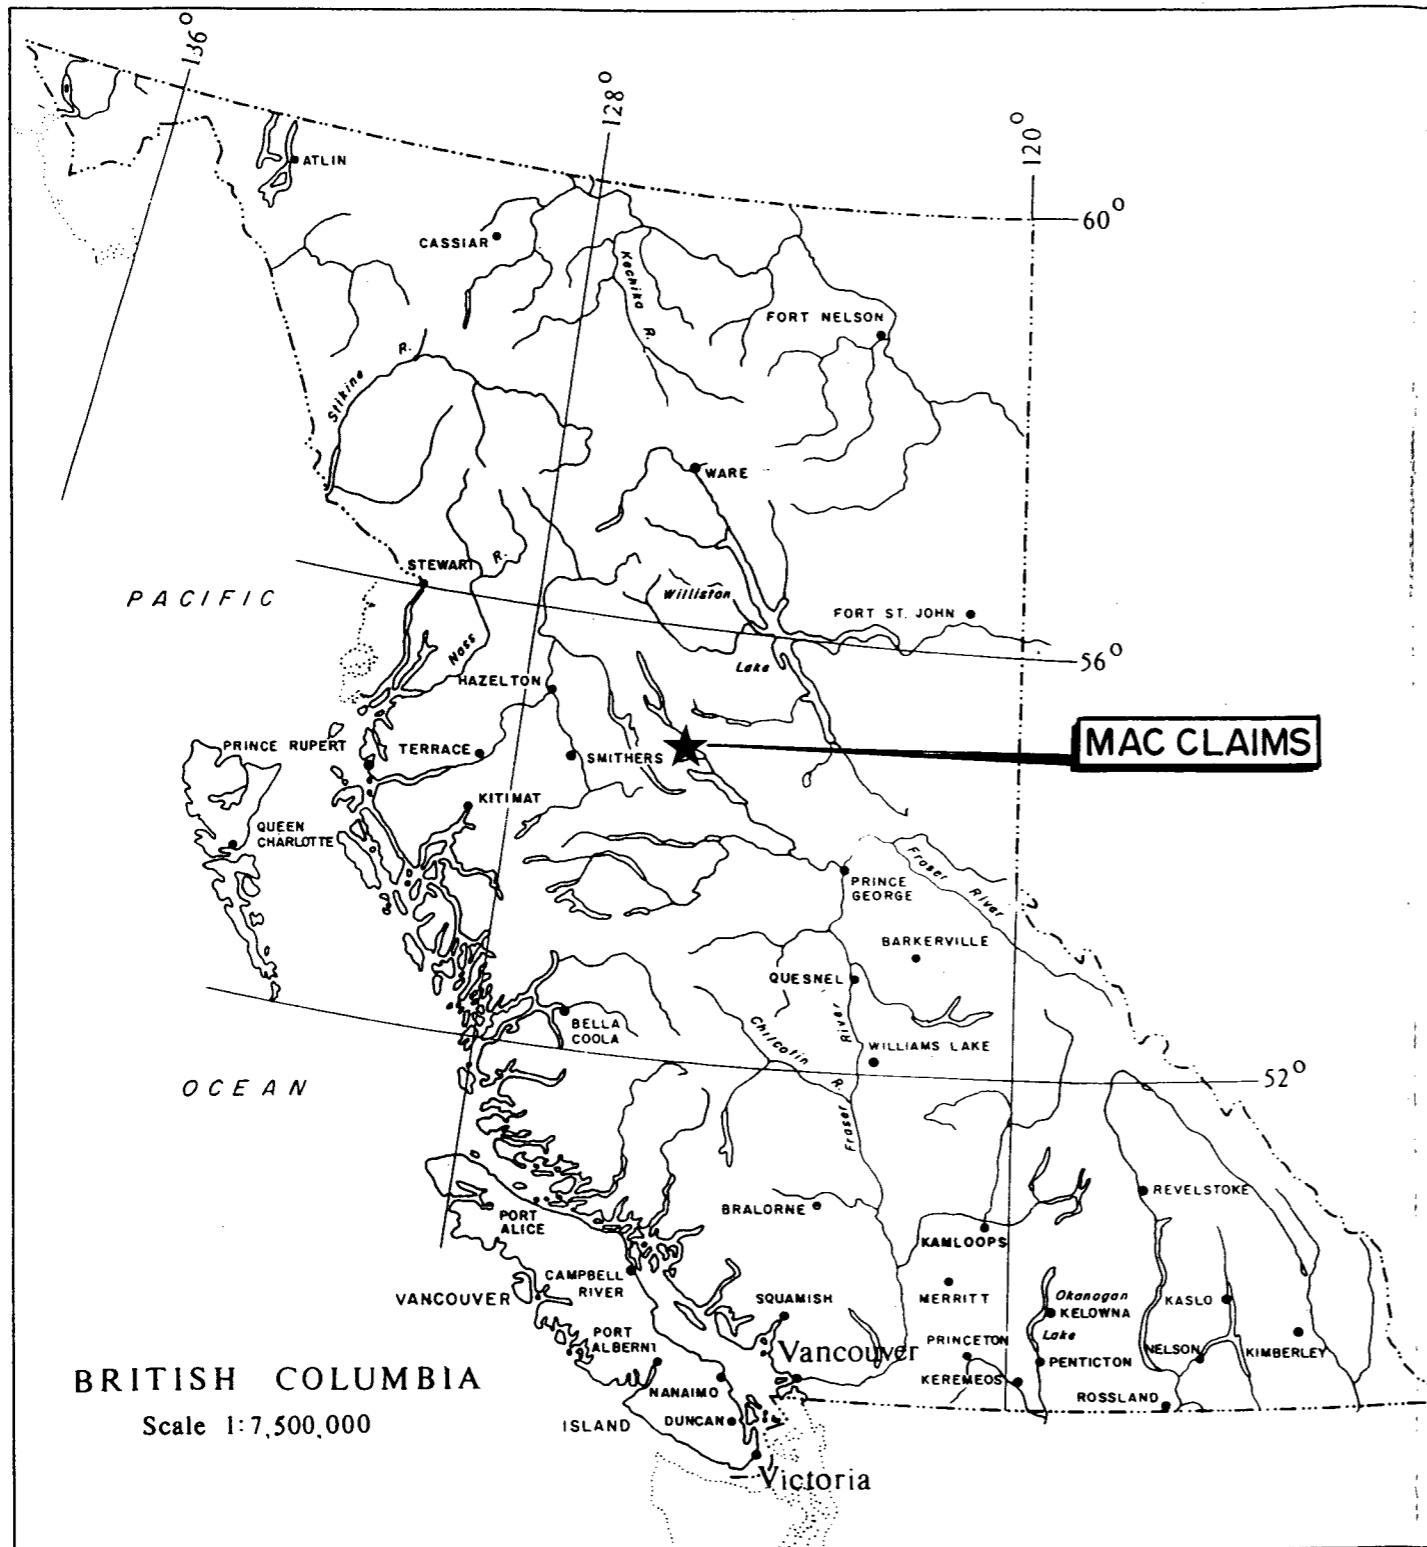 136°
128°
120°
ATLIN
60°
CASSIAR
Kechika R.
FORT NELSON
Stikine R.
WARE
STEWART
R.
PACIFIC
Williston
FORT ST. JOHN
Nass
Lake
56°
HAZELTON
MAC CLAIMS
PRINCE RUPERT
TERRACE
SMITHERS
KITIMAT
QUEEN
CHARLOTTE
Fraser River
PRINCE
GEORGE
BARKERVILLE
QUESNEL
BELLA
COOLA
Chilcotin R.
Fraser River
WILLIAMS LAKE
OCEAN
52°
REVELSTOKE
PORT
ALICE
BRALORNE
KAMLOOPS
CAMPBELL
RIVER
VANCOUVER
SQUAMISH
MERRITT
Okanogan
KELOWNA
Lake
KASLO
PORT
ALBERNI
Vancouver
PRINCETON
NELSON
KIMBERLEY
PENTICTON
BRITISH COLUMBIA
NANAIMO
KEREMEOS
ROSSLAND
Scale 1:7,500,000
ISLAND
DUNCAN
Victoria